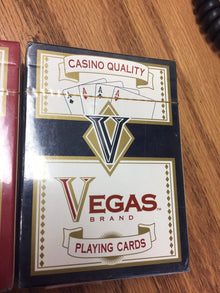 CASINO QUALITY
A A A A
V
VEGAS
BRAND
PLAYING CARDS